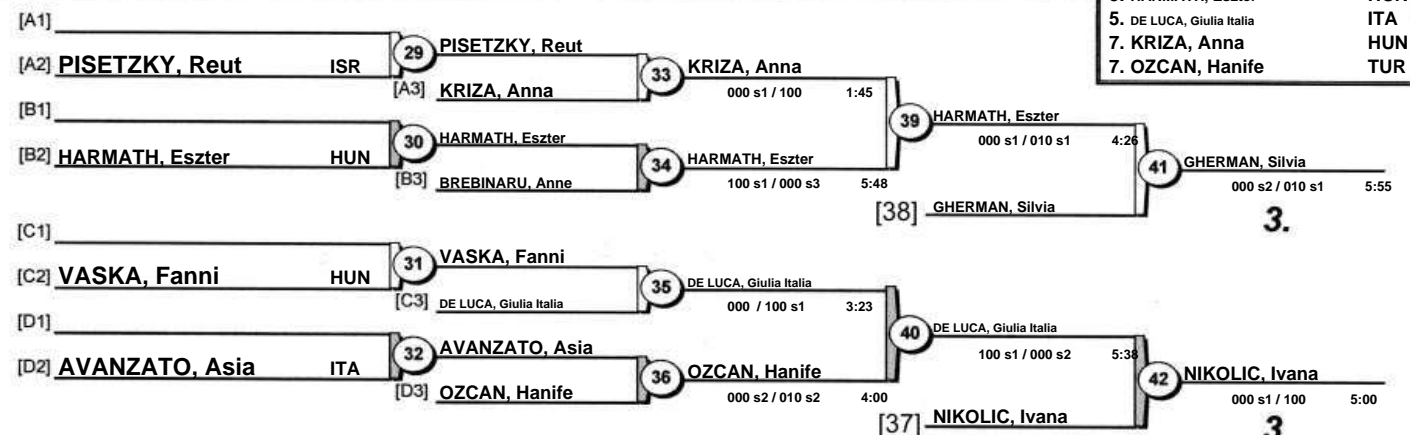 [A1]
[A2] PISETZKY, Reut ISR
29
PISETZKY, Reut
[A3] KRIZA, Anna
33
KRIZA, Anna
000 s1 / 100 1:45
[B1]
[B2] HARMATH, Eszter HUN
30
HARMATH, Eszter
[B3] BREBINARU, Anne
34
HARMATH, Eszter
100 s1 / 000 s3 5:48
39
HARMATH, Eszter
000 s1 / 010 s1 4:26
[38] GHERMAN, Silvia
41
GHERMAN, Silvia
000 s2 / 010 s1 5:55
3.
[C1]
[C2] VASKA, Fanni HUN
31
VASKA, Fanni
[C3] DE LUCA, Giulia Italia
35
DE LUCA, Giulia Italia
000 / 100 s1 3:23
[D1]
[D2] AVANZATO, Asia ITA
32
AVANZATO, Asia
[D3] OZCAN, Hanife
36
OZCAN, Hanife
000 s2 / 010 s2 4:00
40
DE LUCA, Giulia Italia
100 s1 / 000 s2 5:38
[37] NIKOLIC, Ivana
42
NIKOLIC, Ivana
000 s1 / 100 5:00
3
5. DE LUCA, Giulia Italia ITA
7. KRIZA, Anna HUN
7. OZCAN, Hanife TUR